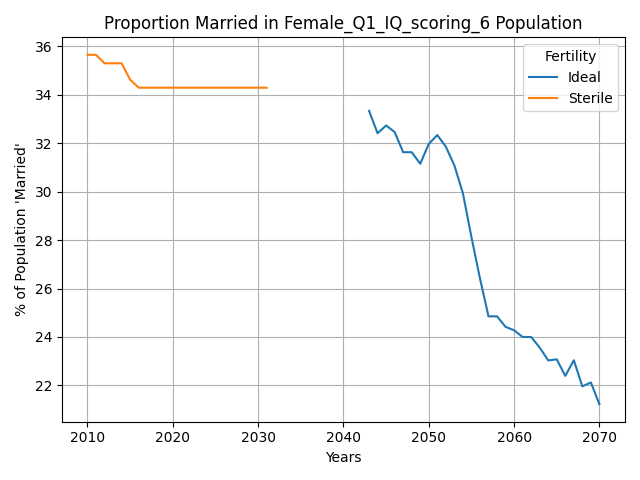 Proportion Married in Female_Q1_IQ_scoring_6 Population
Fertility
Ideal
Sterile
% of Population 'Married'
36
34
32
30
28
26
24
22
2010 2020 2030 2040 2050 2060 2070
Years